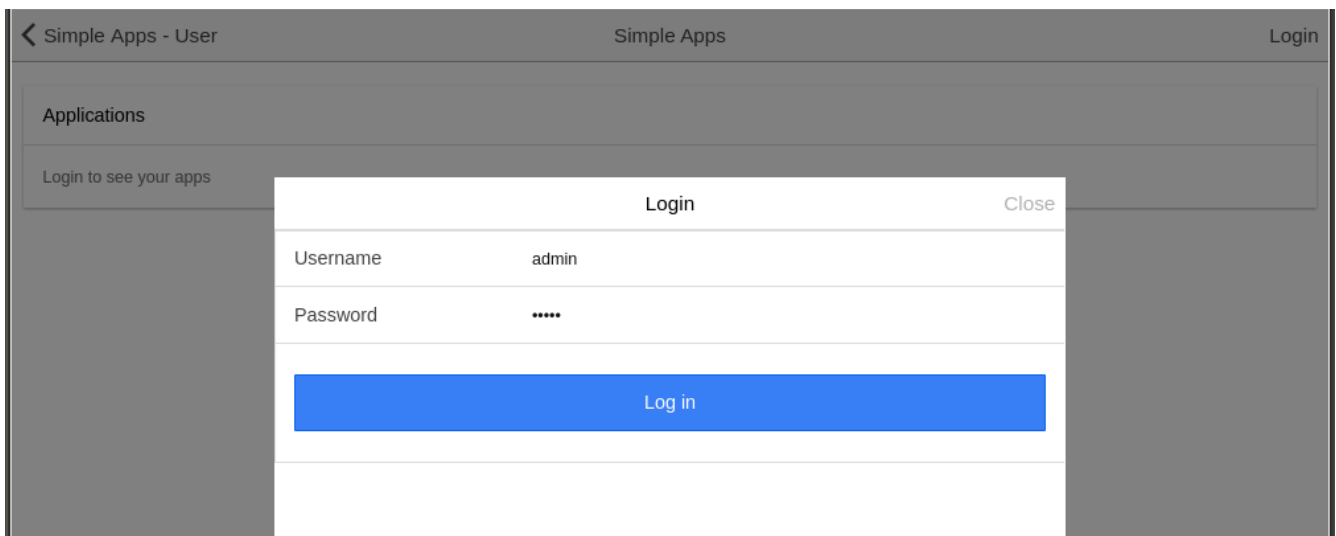 Simple Apps - User Simple Apps Login
Applications
Login to see your apps
Login Close
Username admin
Password •••••
Log in